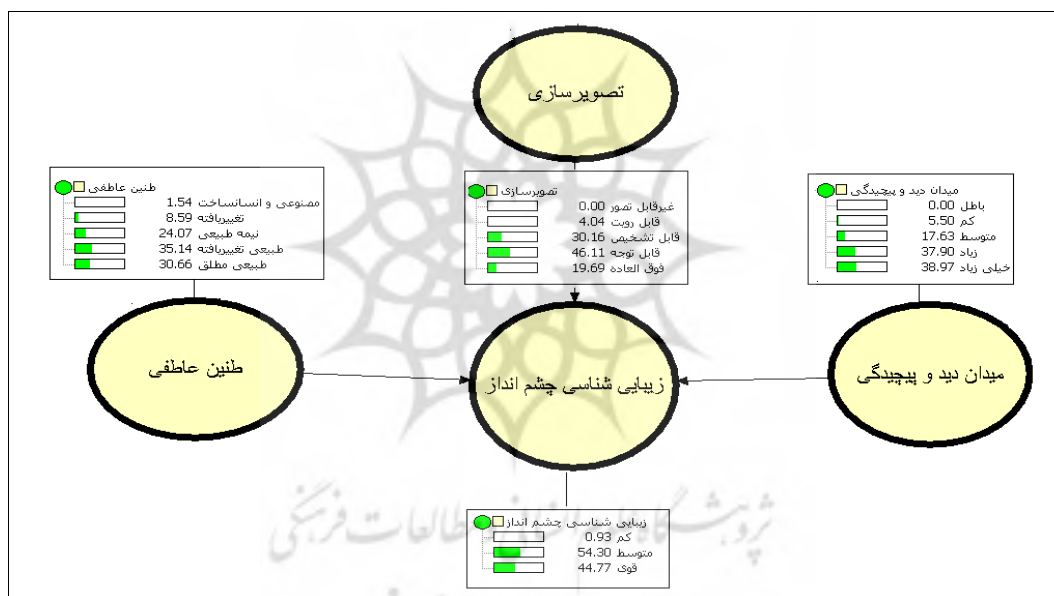 تصویرسازی
طنین عاطفی
1.54 مصنوعی و انسانساخت
8.59 تغییریافته
24.07 نیمه طبیعی
35.14 طبیعی تغییریافته
30.66 طبیعی مطلق
تصویرسازی
0.00 غیرقابل تصور
4.04 قابل رویت
30.16 قابل تشخیص
46.11 قابل توجه
19.69 فوق العاده
میدان دید و پیچیدگی
0.00 باطل
5.50 کم
17.63 متوسط
37.90 زیاد
38.97 خیلی زیاد
طنین عاطفی
زیبایی شناسی چشم انداز
میدان دید و پیچیدگی
زیبایی شناسی چشم انداز
0.93 کم
54.30 متوسط
44.77 قوی